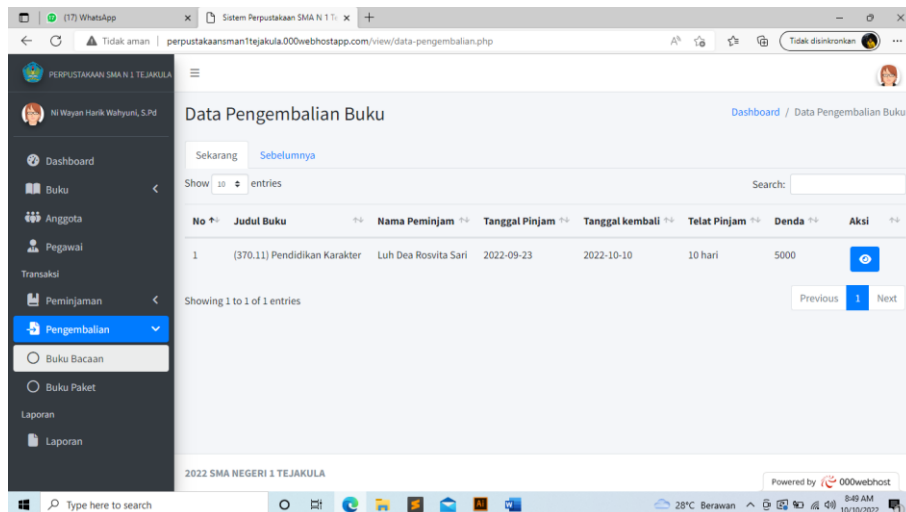 (17) WhatsApp
Sistem Perpustakaan SMA N 1 Te
Tidak aman
perpustakaansman1tejakula.000webhostapp.com/view/data-pengembalian.php
Tidak disinkronkan
PERPUSTAKAAN SMA N 1 TEJAKULA
Ni Wayan Harik Wahyuni, S.Pd
Dashboard
Buku
Anggota
Pegawai
Transaksi
Peminjaman
Pengembalian
Buku Bacaan
Buku Paket
Laporan
Laporan
Data Pengembalian Buku
Dashboard / Data Pengembalian Buku
Sekarang Sebelumnya
Show 10 entries
Search:
No Judul Buku Nama Peminjam Tanggal Pinjam Tanggal kembali Telat Pinjam Denda Aksi
1 (370.11) Pendidikan Karakter Luh Dea Rosvita Sari 2022-09-23 2022-10-10 10 hari 5000
Showing 1 to 1 of 1 entries
Previous 1 Next
2022 SMA NEGERI 1 TEJAKULA
Powered by 000webhost
Type here to search
28°C Berawan
8:49 AM
10/10/2022